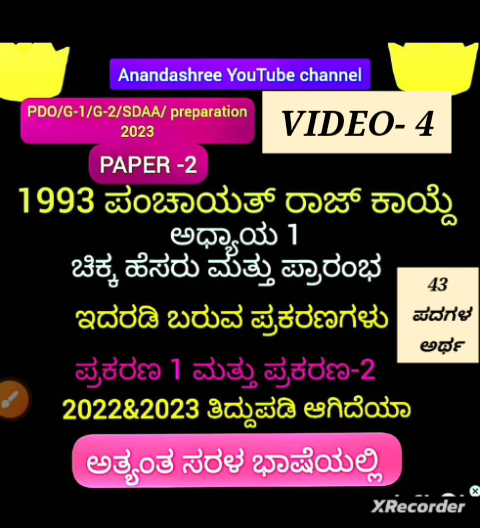 Anandashree YouTube channel
PDO/G-1/G-2/SDAA/ preparation
2023
VIDEO- 4
PAPER -2
1993 ಪಂಚಾಯತ್ ರಾಜ್ ಕಾಯ್ದೆ
ಅಧ್ಯಾಯ 1
ಚಿಕ್ಕ ಹೆಸರು ಮತ್ತು ಪ್ರಾರಂಭ
ಇದರಡಿ ಬರುವ ಪ್ರಕರಣಗಳು
43
ಪದಗಳ
ಅರ್ಥ
ಪ್ರಕರಣ 1 ಮತ್ತು ಪ್ರಕರಣ-2
2022&2023 ತಿದ್ದುಪಡಿ ಆಗಿದೆಯಾ
ಅತ್ಯಂತ ಸರಳ ಭಾಷೆಯಲ್ಲಿ
XRecorder